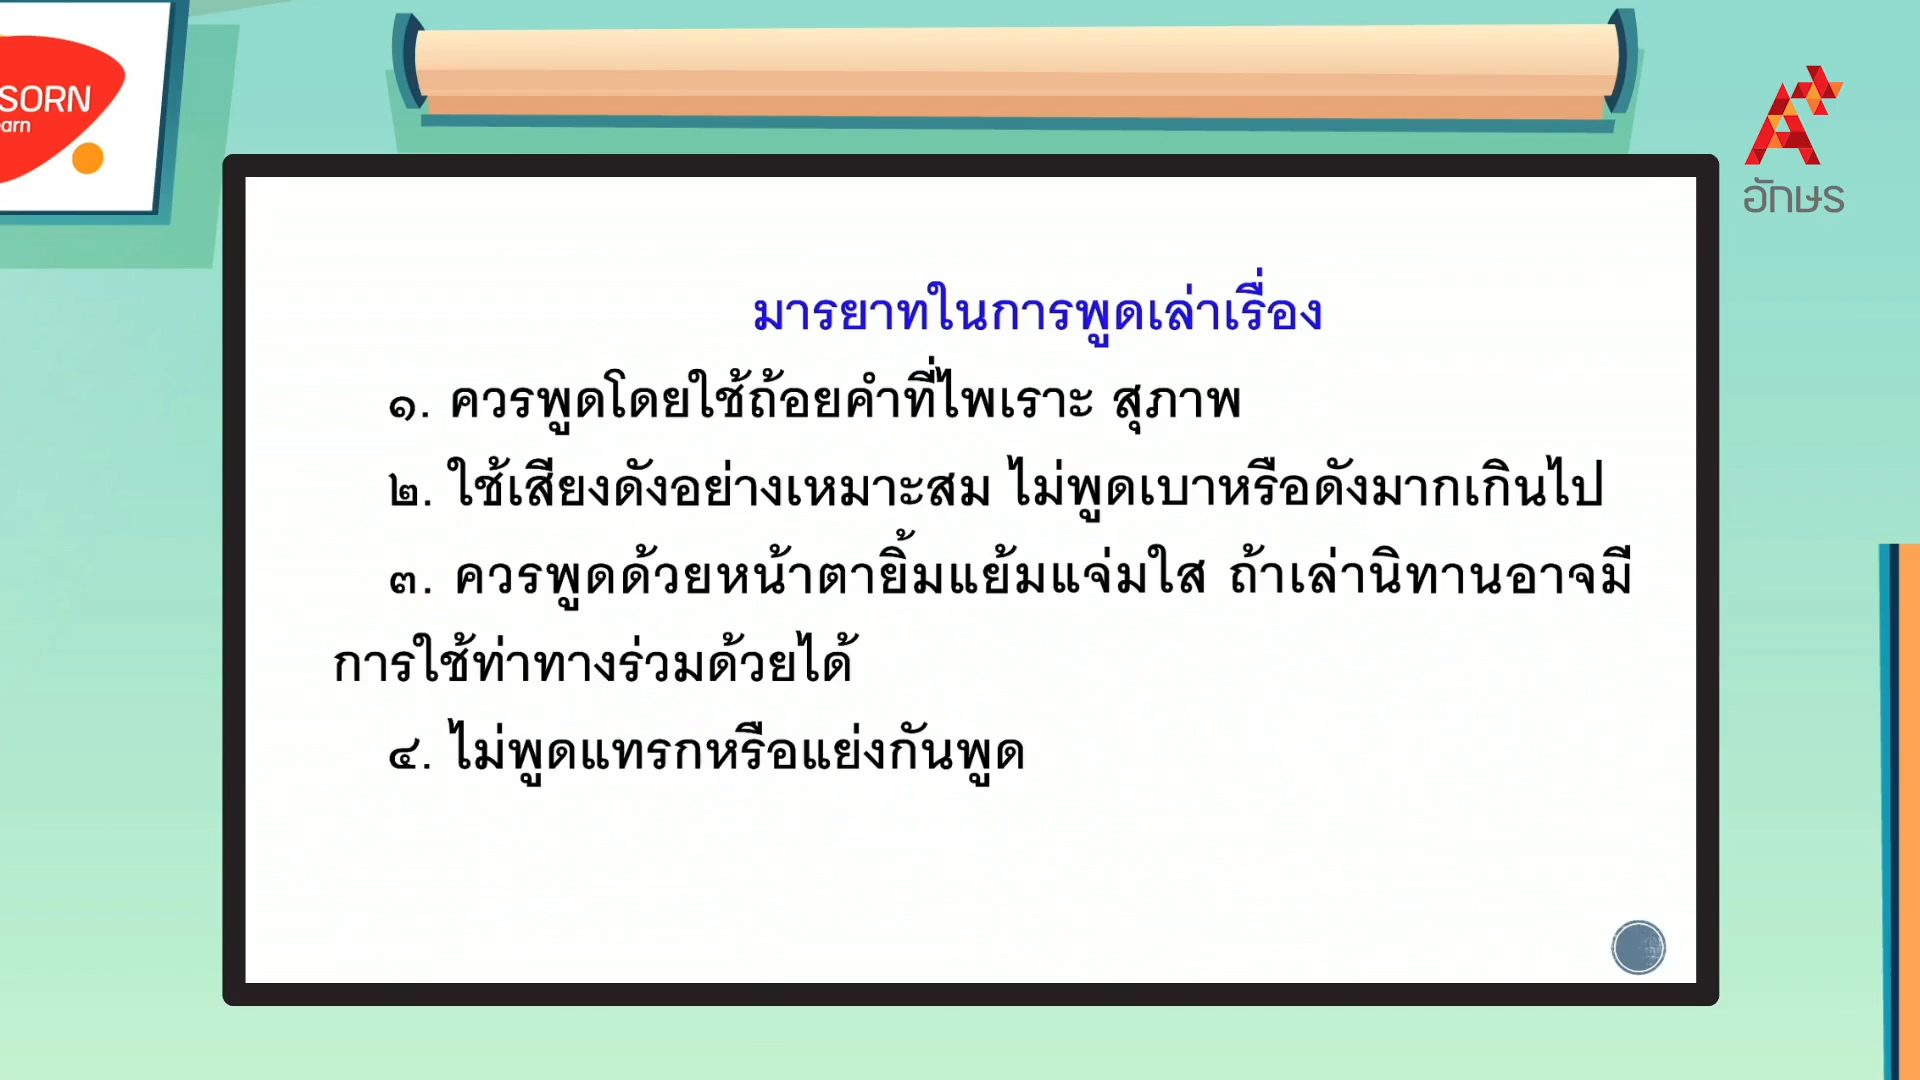 SORN
earn
อักษร
มารยาทในการพูดเล่าเรื่อง
๑. ควรพูดโดยใช้ถ้อยคำที่ไพเราะ สุภาพ
๒. ใช้เสียงดังอย่างเหมาะสม ไม่พูดเบาหรือดังมากเกินไป
๓. ควรพูดด้วยหน้าตายิ้มแย้มแจ่มใส ถ้าเล่านิทานอาจมี
การใช้ท่าทางร่วมด้วยได้
๔. ไม่พูดแทรกหรือแย่งกันพูด